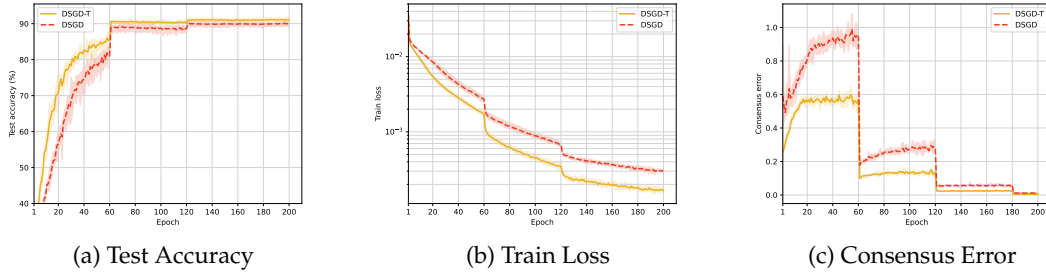 DSGD-T
DSGD
Test accuracy (%)
90
80
70
60
50
40
1 20 40 60 80 100 120 140 160 180 200
Epoch
(a) Test Accuracy
DSGD-T
DSGD
Train loss
10⁻²
10⁻³
1 20 40 60 80 100 120 140 160 180 200
Epoch
(b) Train Loss
DSGD-T
DSGD
Consensus error
1.0
0.8
0.6
0.4
0.2
0.0
1 20 40 60 80 100 120 140 160 180 200
Epoch
(c) Consensus Error